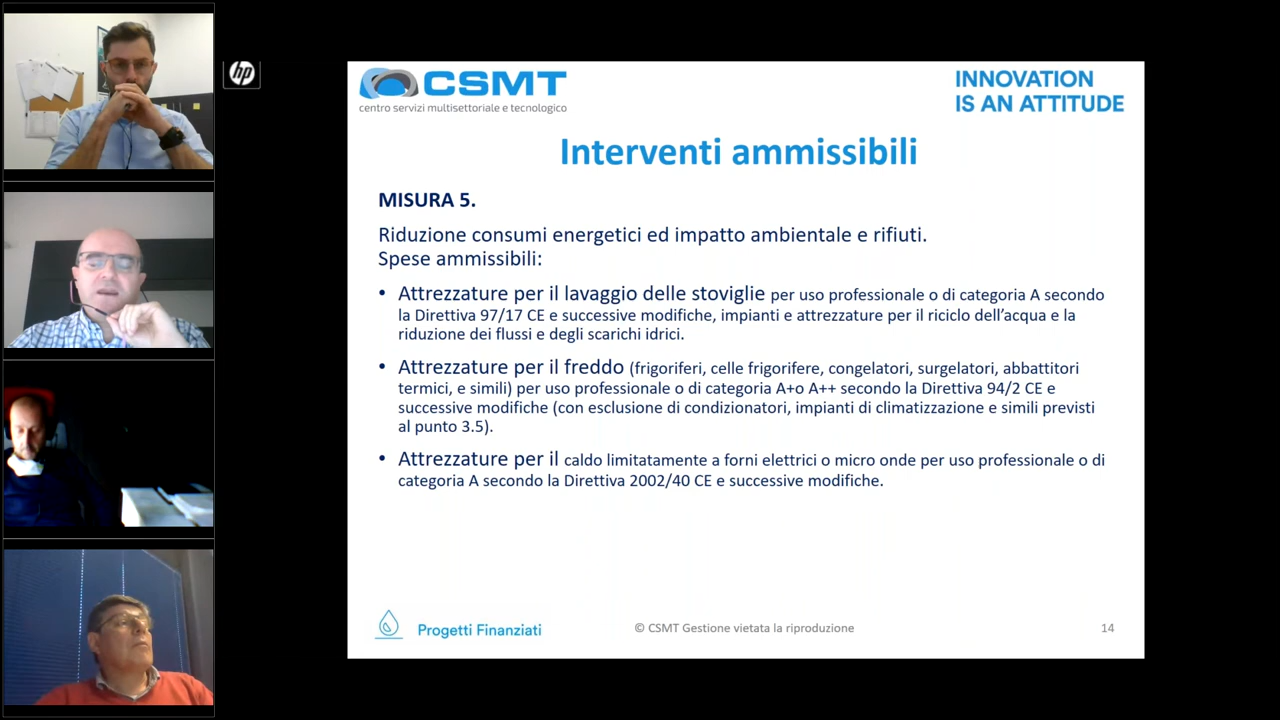 hp
CSMT
centro servizi multisettoriale e tecnologico
INNOVATION
IS AN ATTITUDE
Interventi ammissibili
MISURA 5.
Riduzione consumi energetici ed impatto ambientale e rifiuti.
Spese ammissibili:
• Attrezzature per il lavaggio delle stoviglie per uso professionale o di categoria A secondo
la Direttiva 97/17 CE e successive modifiche, impianti e attrezzature per il riciclo dell’acqua e la
riduzione dei flussi e degli scarichi idrici.
• Attrezzature per il freddo (frigoriferi, celle frigorifere, congelatori, surgelatori, abbattitori
termici, e simili) per uso professionale o di categoria A+o A++ secondo la Direttiva 94/2 CE e
successive modifiche (con esclusione di condizionatori, impianti di climatizzazione e simili previsti
al punto 3.5).
• Attrezzature per il caldo limitatamente a forni elettrici o micro onde per uso professionale o di
categoria A secondo la Direttiva 2002/40 CE e successive modifiche.
Progetti Finanziati
© CSMT Gestione vietata la riproduzione
14